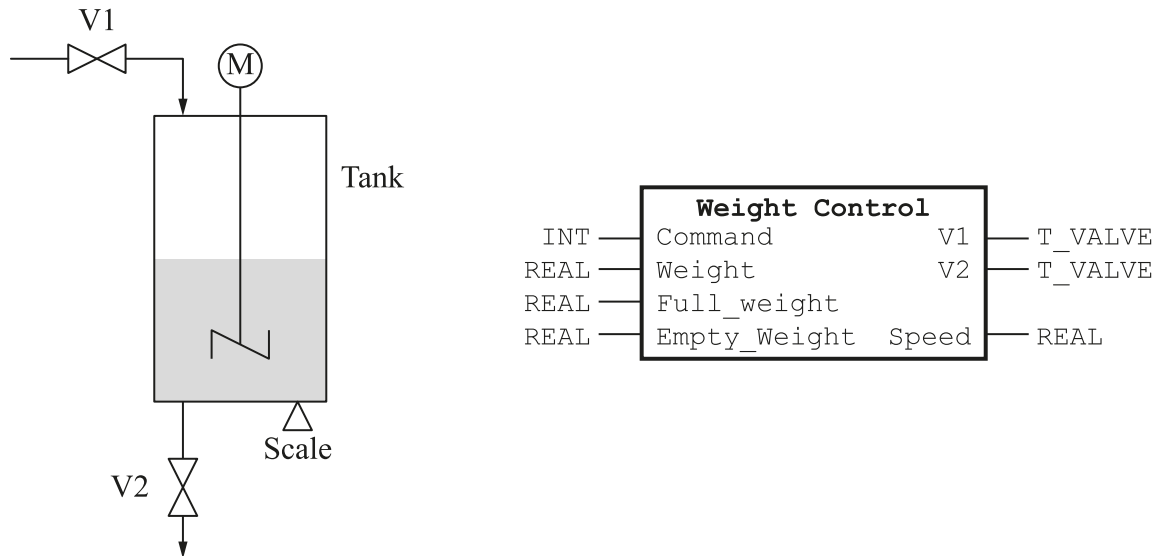 V1
M
Tank
Scale
V2
Weight Control
INT Command V1 T_VALVE
REAL Weight V2 T_VALVE
REAL Full_weight
REAL Empty_Weight Speed REAL